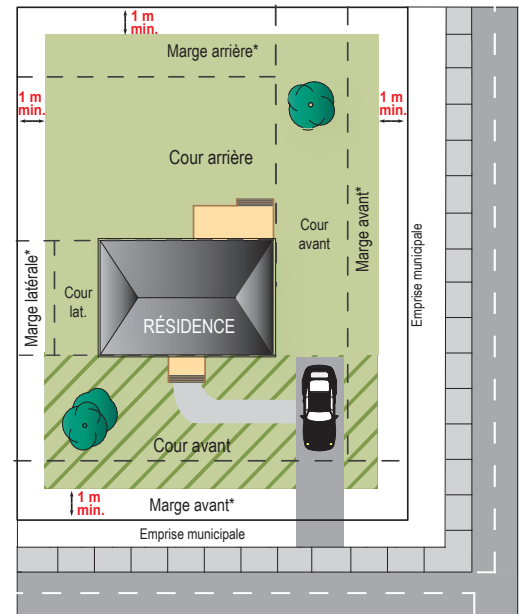 1 m
min.
Marge arrière*
1 m
min.
1 m
min.
Cour arrière
Cour
avant
Marge avant*
Emprise municipale
Marge latérale*
Cour
lat.
RÉSIDENCE
Cour avant
1 m
min.
Marge avant*
Emprise municipale